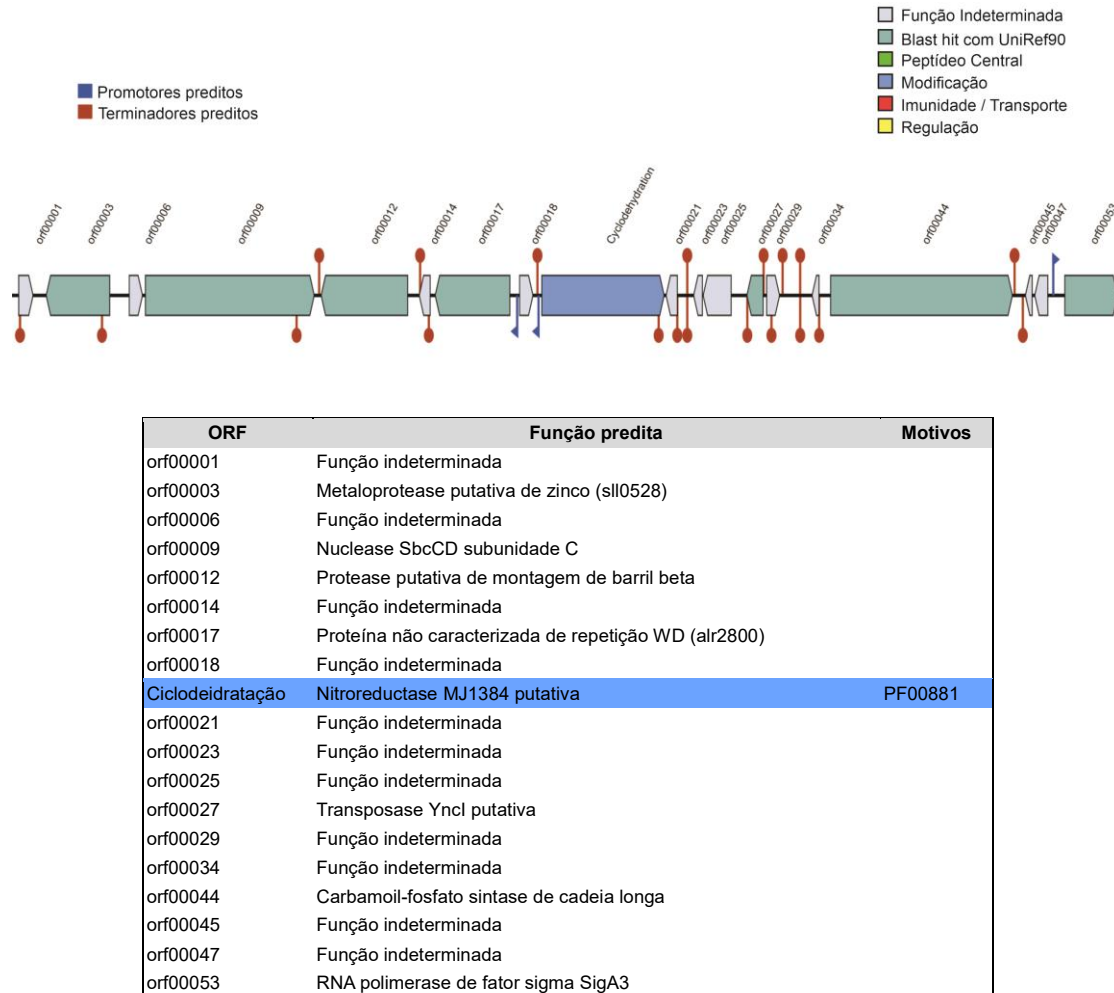 Função Indeterminada
Blast hit com UniRef90
Peptídeo Central
Modificação
Imunidade / Transporte
Regulação
Promotores preditos
Terminadores preditos
orf00001 orf00003 orf00006 orf00009 orf00012 orf00014 orf00017 orf00018 Cyclodehydration orf00021 orf00023 orf00025 orf00027 orf00029 orf00034 orf00044 orf00045 orf00047 orf00053
ORF Função predita Motivos
orf00001 Função indeterminada
orf00003 Metaloprotease putativa de zinco (sll0528)
orf00006 Função indeterminada
orf00009 Nuclease SbcCD subunidade C
orf00012 Protease putativa de montagem de barril beta
orf00014 Função indeterminada
orf00017 Proteína não caracterizada de repetição WD (alr2800)
orf00018 Função indeterminada
Ciclodeidratação Nitroreductase MJ1384 putativa PF00881
orf00021 Função indeterminada
orf00023 Função indeterminada
orf00025 Função indeterminada
orf00027 Transposase YncI putativa
orf00029 Função indeterminada
orf00034 Função indeterminada
orf00044 Carbamoil-fosfato sintase de cadeia longa
orf00045 Função indeterminada
orf00047 Função indeterminada
orf00053 RNA polimerase de fator sigma SigA3